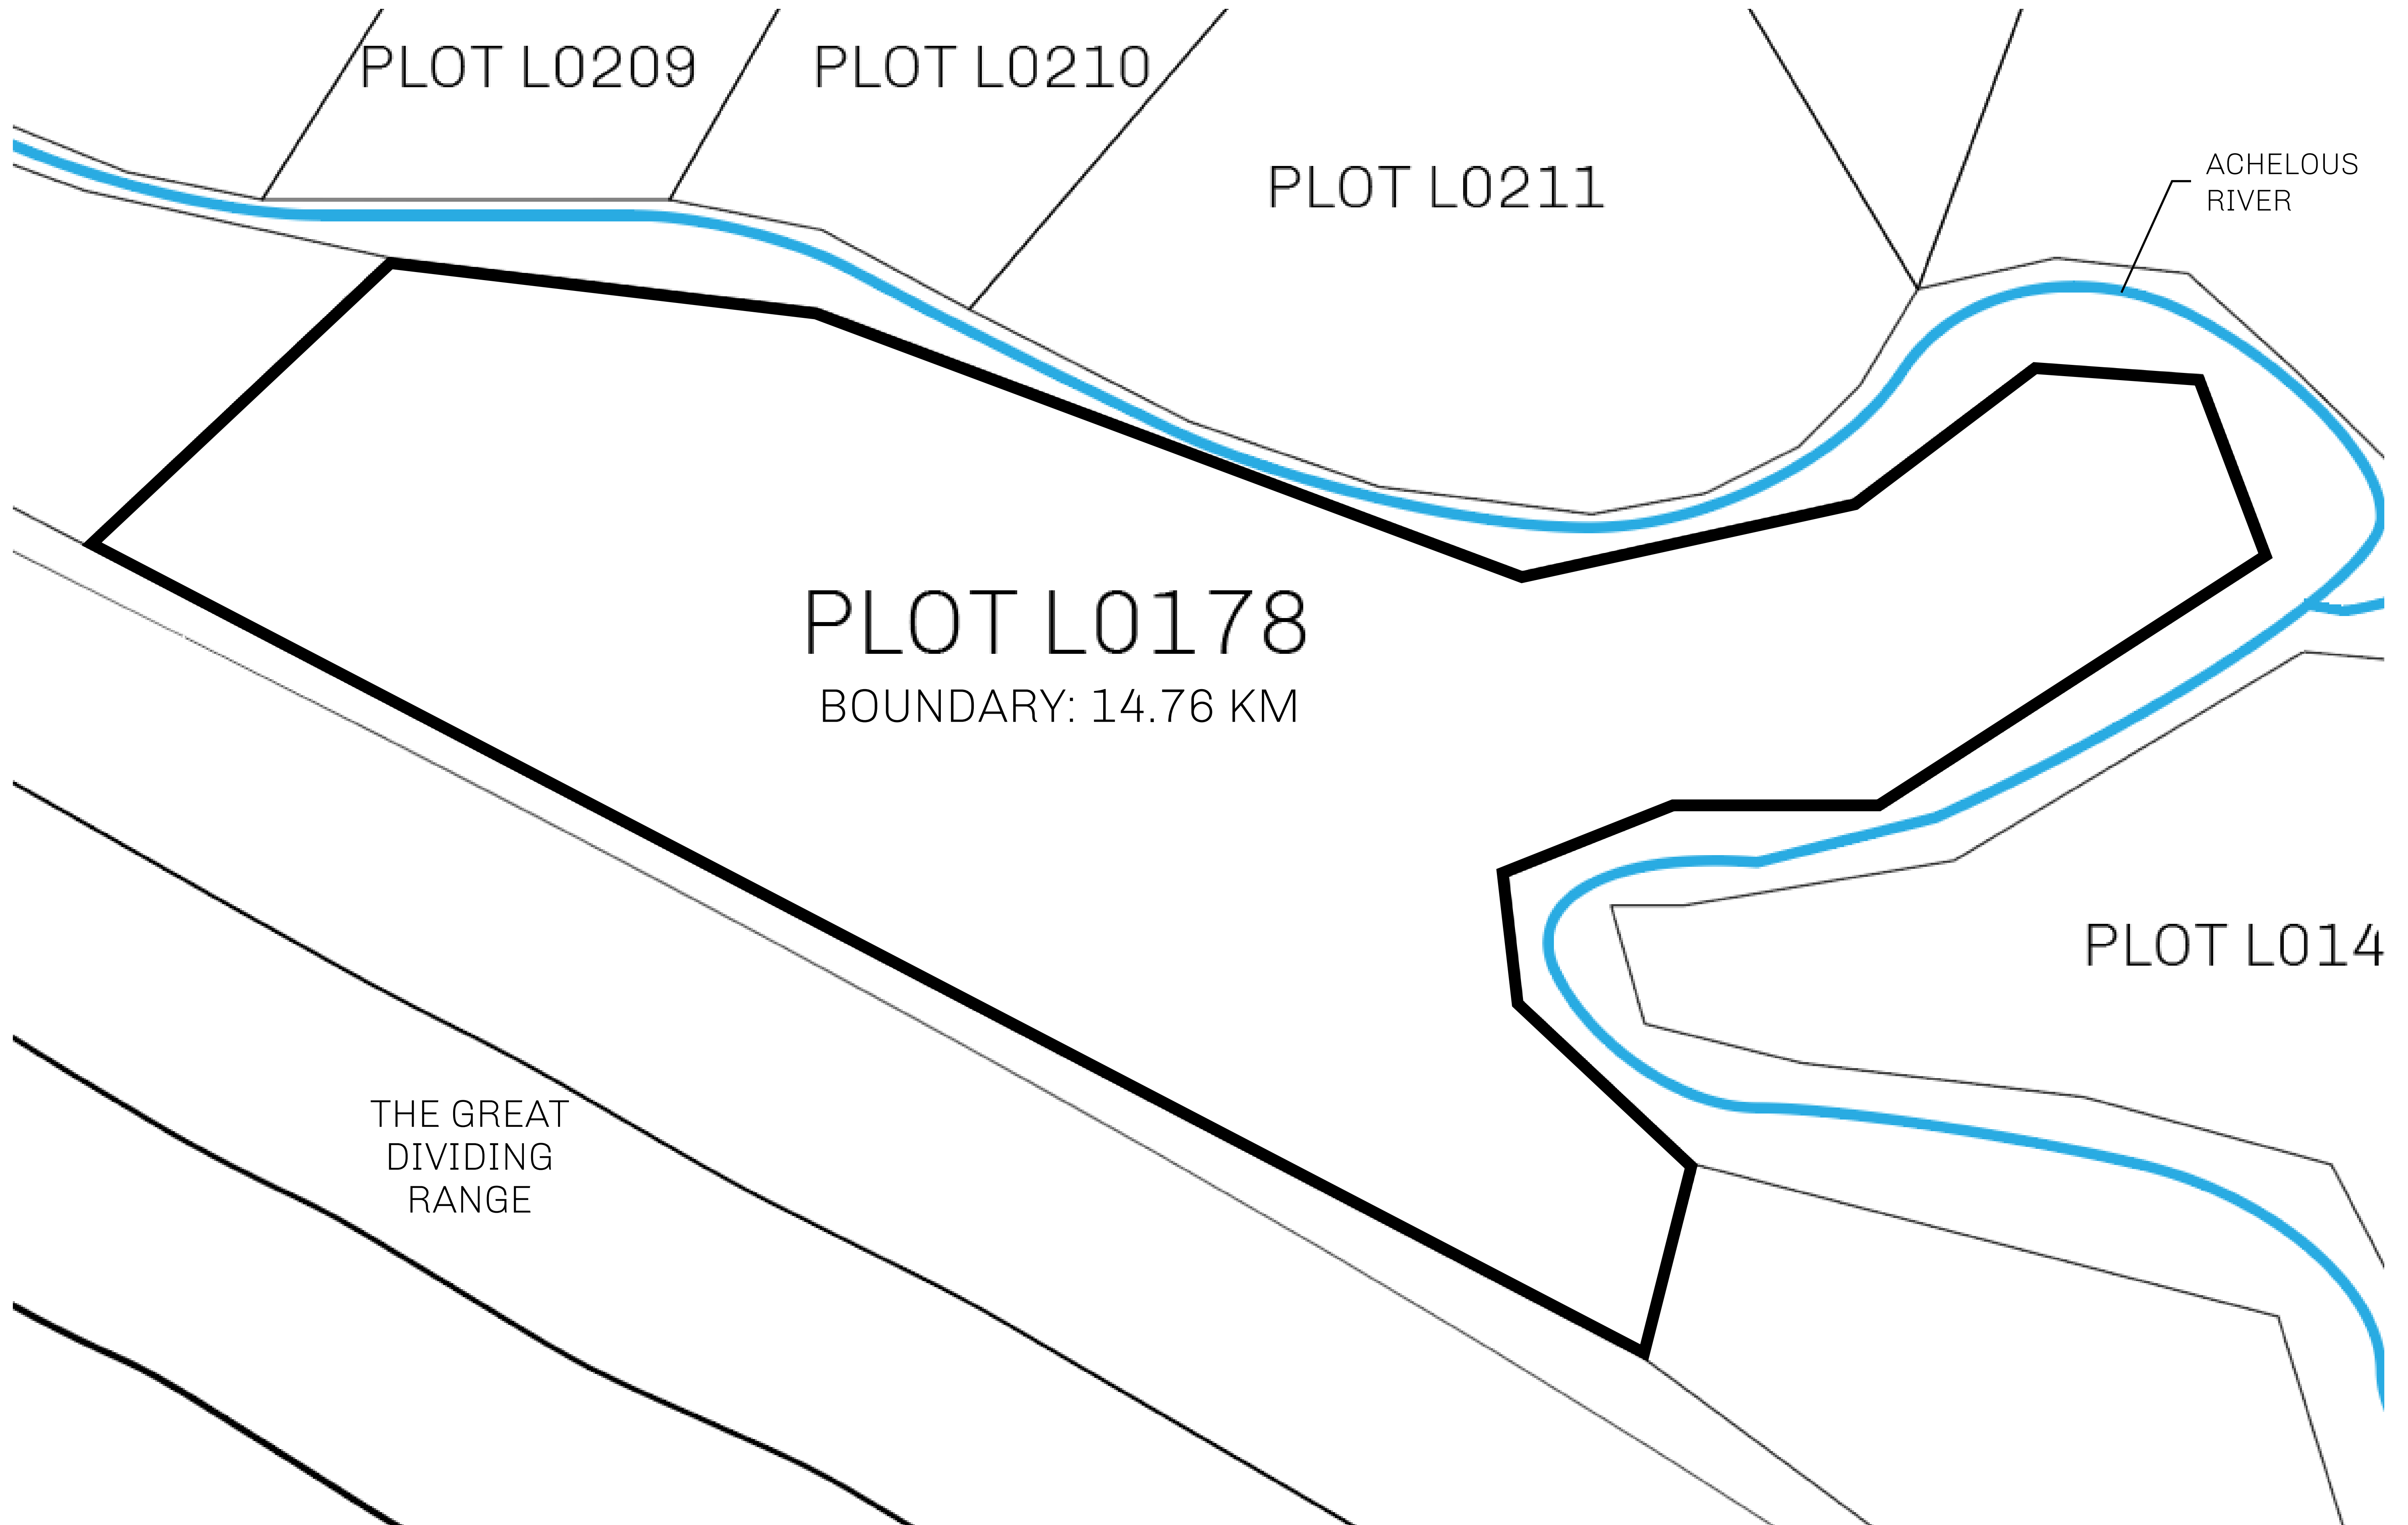 PLOT L0209
PLOT L0210
PLOT L0211
ACHELOUS
RIVER
PLOT L0178
BOUNDARY: 14.76 KM
PLOT L014
THE GREAT
DIVIDING
RANGE